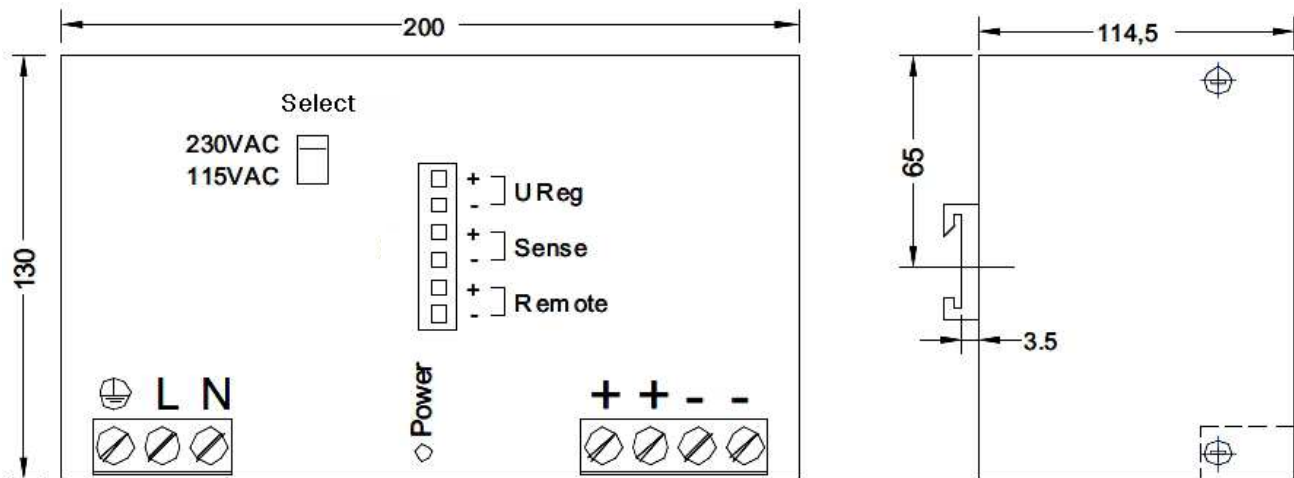 200
114,5
Select
230VAC
115VAC
+
- UReg
+
- Sense
+
- Remote
65
130
3.5
L N
Power
+ + - -